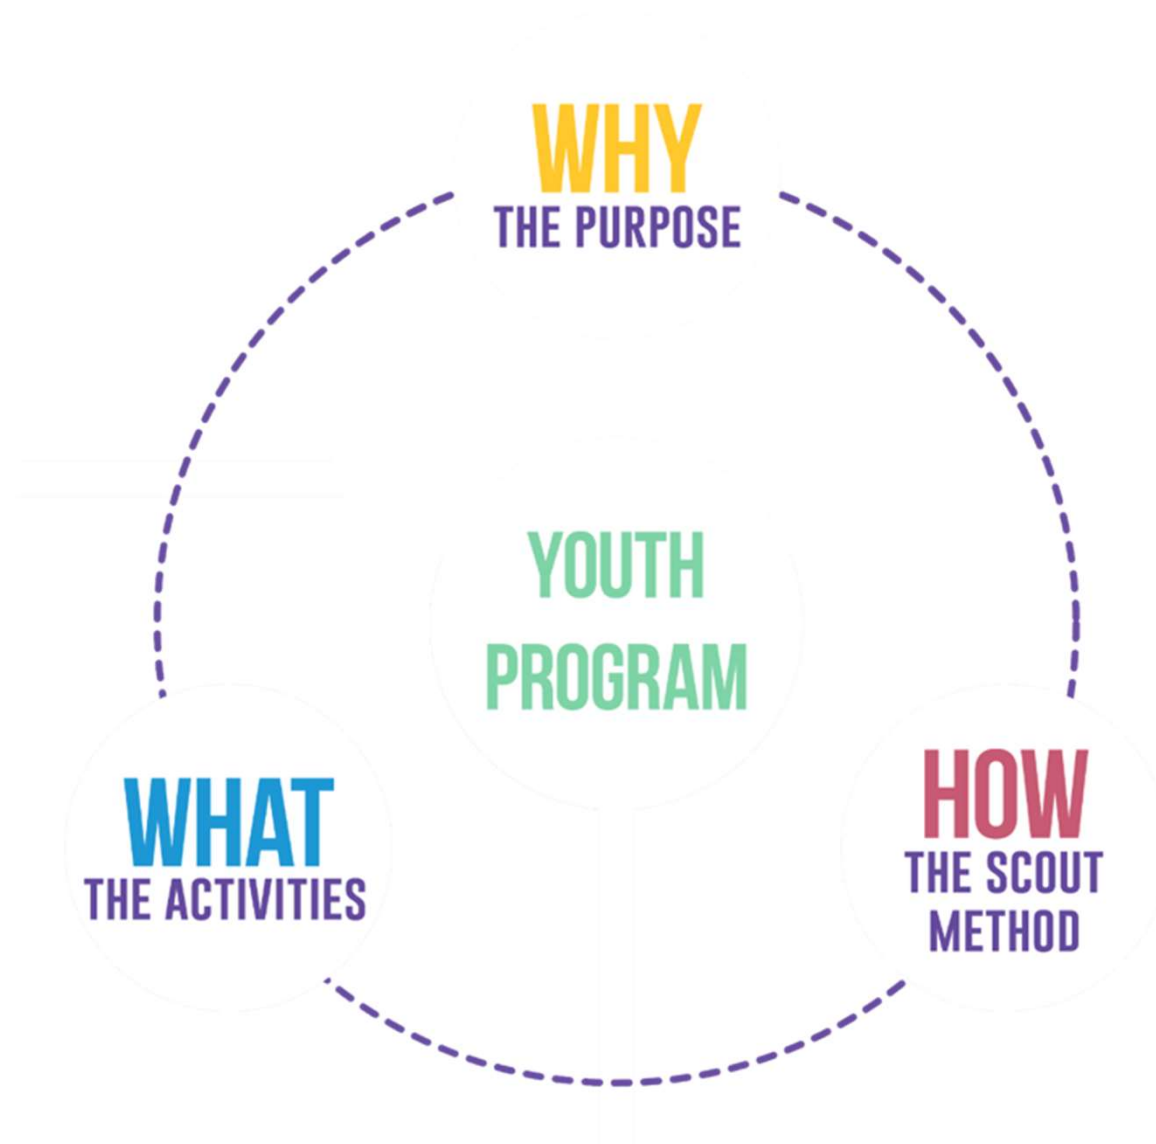 WHY
THE PURPOSE
YOUTH
PROGRAM
WHAT
THE ACTIVITIES
HOW
THE SCOUT
METHOD